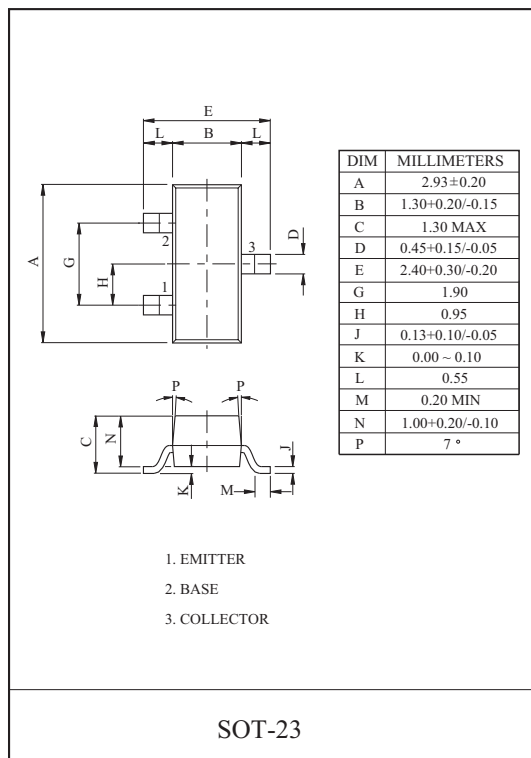 E
L B L
A
G
H
2
1
3
D
P P
C
N
K
M
J
DIM MILLIMETERS
A 2.93±0.20
B 1.30+0.20/-0.15
C 1.30 MAX
D 0.45+0.15/-0.05
E 2.40+0.30/-0.20
G 1.90
H 0.95
J 0.13+0.10/-0.05
K 0.00 ~ 0.10
L 0.55
M 0.20 MIN
N 1.00+0.20/-0.10
P 7 °
1. EMITTER
2. BASE
3. COLLECTOR
SOT-23